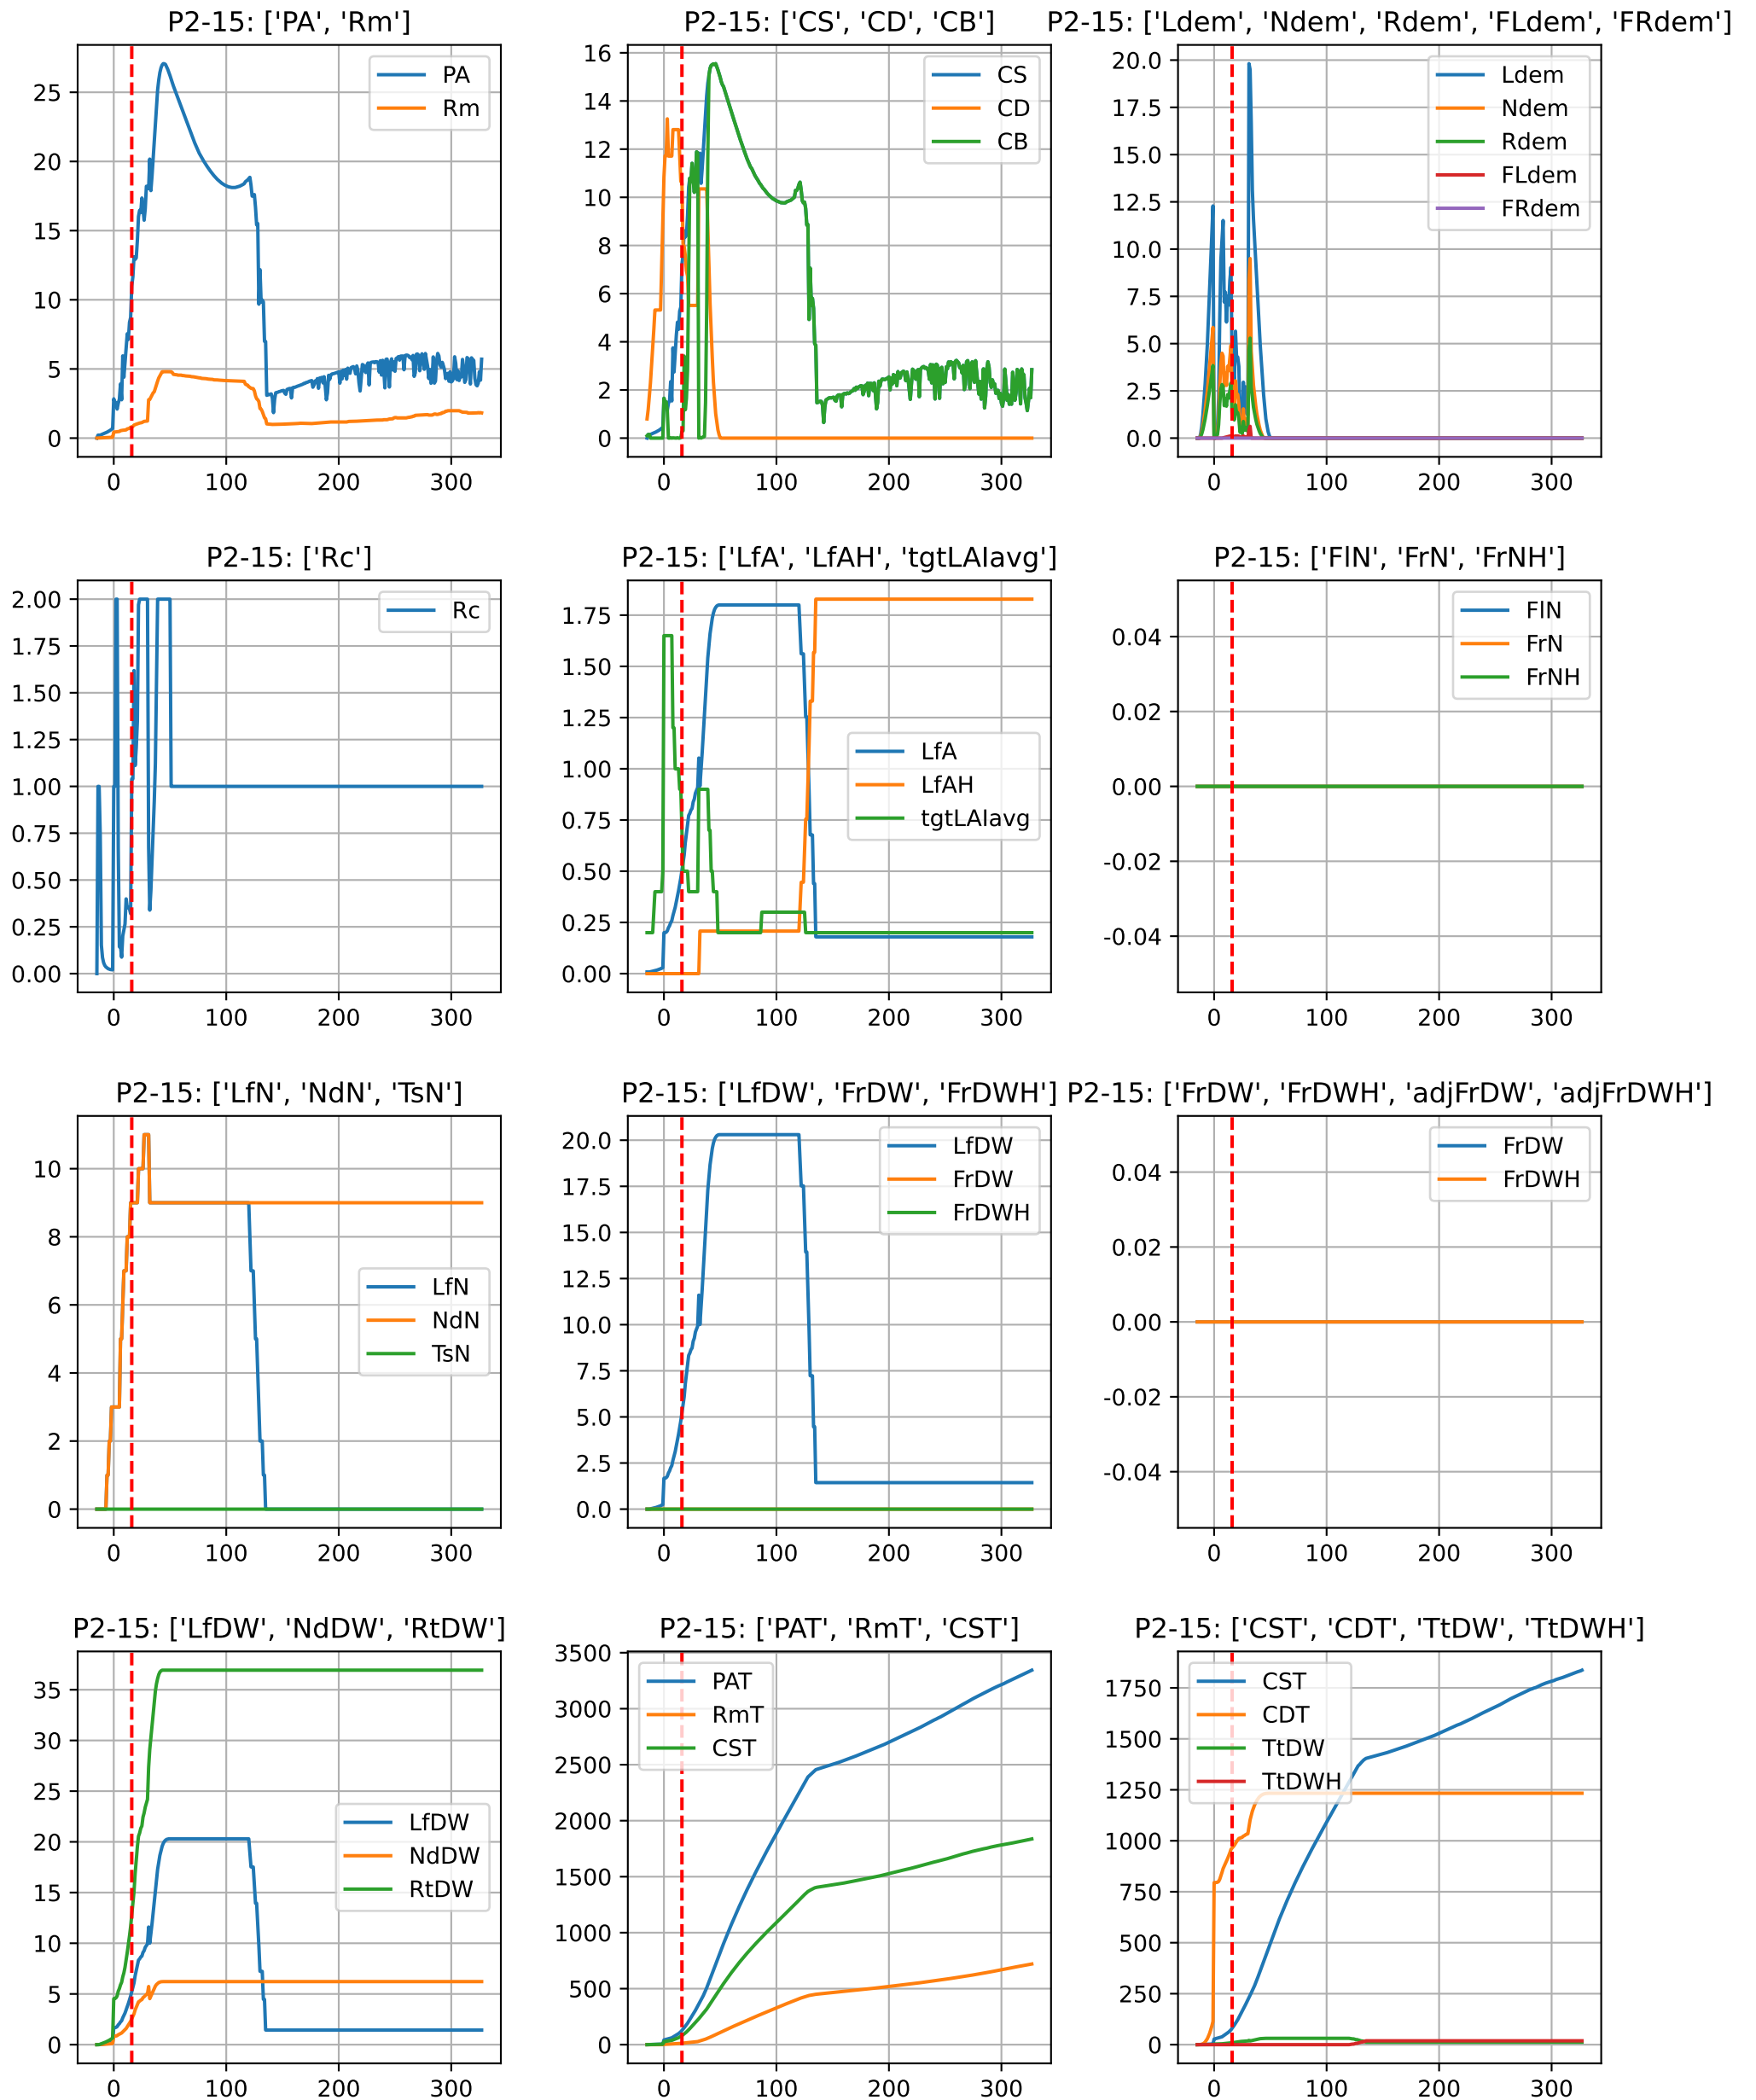 P2-15: ['PA', 'Rm']
25
20
15
10
5
0
0 100 200 300
PA
Rm
P2-15: ['CS', 'CD', 'CB']
16
14
12
10
8
6
4
2
0
0 100 200 300
CS
CD
CB
P2-15: ['Ldem', 'Ndem', 'Rdem', 'FLdem', 'FRdem']
20.0
17.5
15.0
12.5
10.0
7.5
5.0
2.5
0.0
0 100 200 300
Ldem
Ndem
Rdem
FLdem
FRdem
P2-15: ['Rc']
2.00
1.75
1.50
1.25
1.00
0.75
0.50
0.25
0.00
0 100 200 300
Rc
P2-15: ['LfA', 'LfAH', 'tgtLAIavg']
1.75
1.50
1.25
1.00
0.75
0.50
0.25
0.00
0 100 200 300
LfA
LfAH
tgtLAIavg
P2-15: ['FlN', 'FrN', 'FrNH']
0.04
0.02
0.00
-0.02
-0.04
0 100 200 300
FlN
FrN
FrNH
P2-15: ['LfN', 'NdN', 'TsN']
10
8
6
4
2
0
0 100 200 300
LfN
NdN
TsN
P2-15: ['LfDW', 'FrDW', 'FrDWH']
20.0
17.5
15.0
12.5
10.0
7.5
5.0
2.5
0.0
0 100 200 300
LfDW
FrDW
FrDWH
P2-15: ['FrDW', 'FrDWH', 'adjFrDW', 'adjFrDWH']
0.04
0.02
0.00
-0.02
-0.04
0 100 200 300
FrDW
FrDWH
P2-15: ['LfDW', 'NdDW', 'RtDW']
35
30
25
20
15
10
5
0
0 100 200 300
LfDW
NdDW
RtDW
P2-15: ['PAT', 'RmT', 'CST']
3500
3000
2500
2000
1500
1000
500
0
0 100 200 300
PAT
RmT
CST
P2-15: ['CST', 'CDT', 'TtDW', 'TtDWH']
1750
1500
1250
1000
750
500
250
0
0 100 200 300
CST
CDT
TtDW
TtDWH